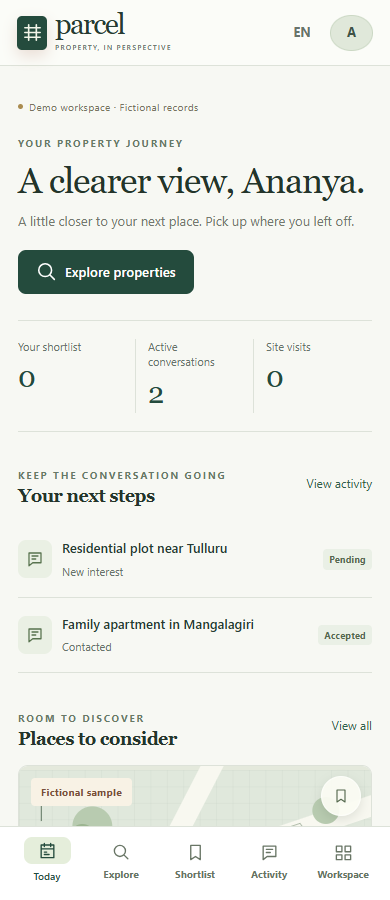 parcel
PROPERTY, IN PERSPECTIVE
EN
A
Demo workspace · Fictional records
YOUR PROPERTY JOURNEY
A clearer view, Ananya.
A little closer to your next place. Pick up where you left off.
Explore properties
Your shortlist
0
Active
conversations
2
Site visits
0
KEEP THE CONVERSATION GOING
Your next steps
View activity
Residential plot near Tulluru
New interest
Pending
Family apartment in Mangalagiri
Contacted
Accepted
ROOM TO DISCOVER
Places to consider
View all
Fictional sample
Today
Explore
Shortlist
Activity
Workspace